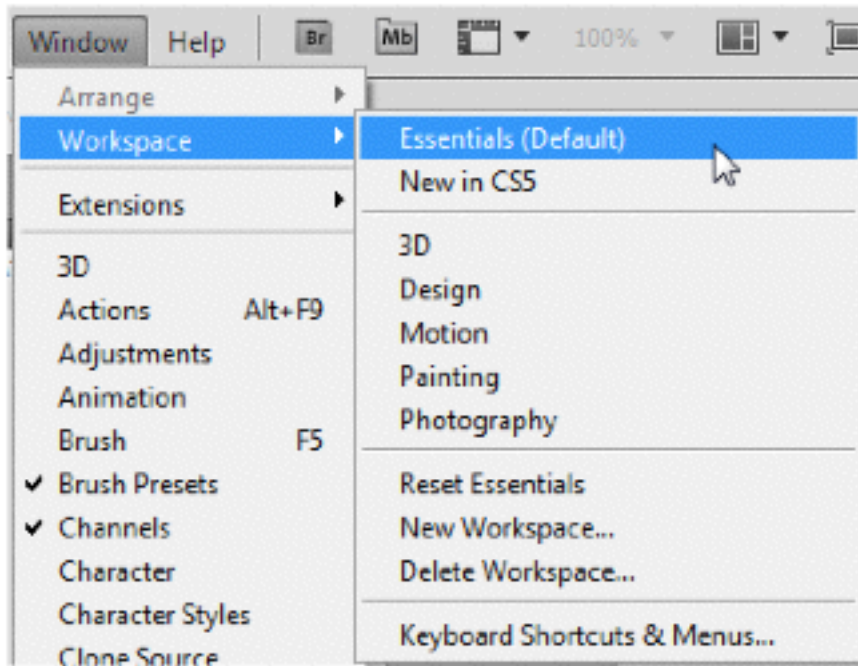 Window Help Br Mb 100%
Arrange
Workspace
Extensions
3D
Actions Alt+F9
Adjustments
Animation
Brush F5
Brush Presets
Channels
Character
Character Styles
Clone Source
Essentials (Default)
New in CS5
3D
Design
Motion
Painting
Photography
Reset Essentials
New Workspace...
Delete Workspace...
Keyboard Shortcuts & Menus...